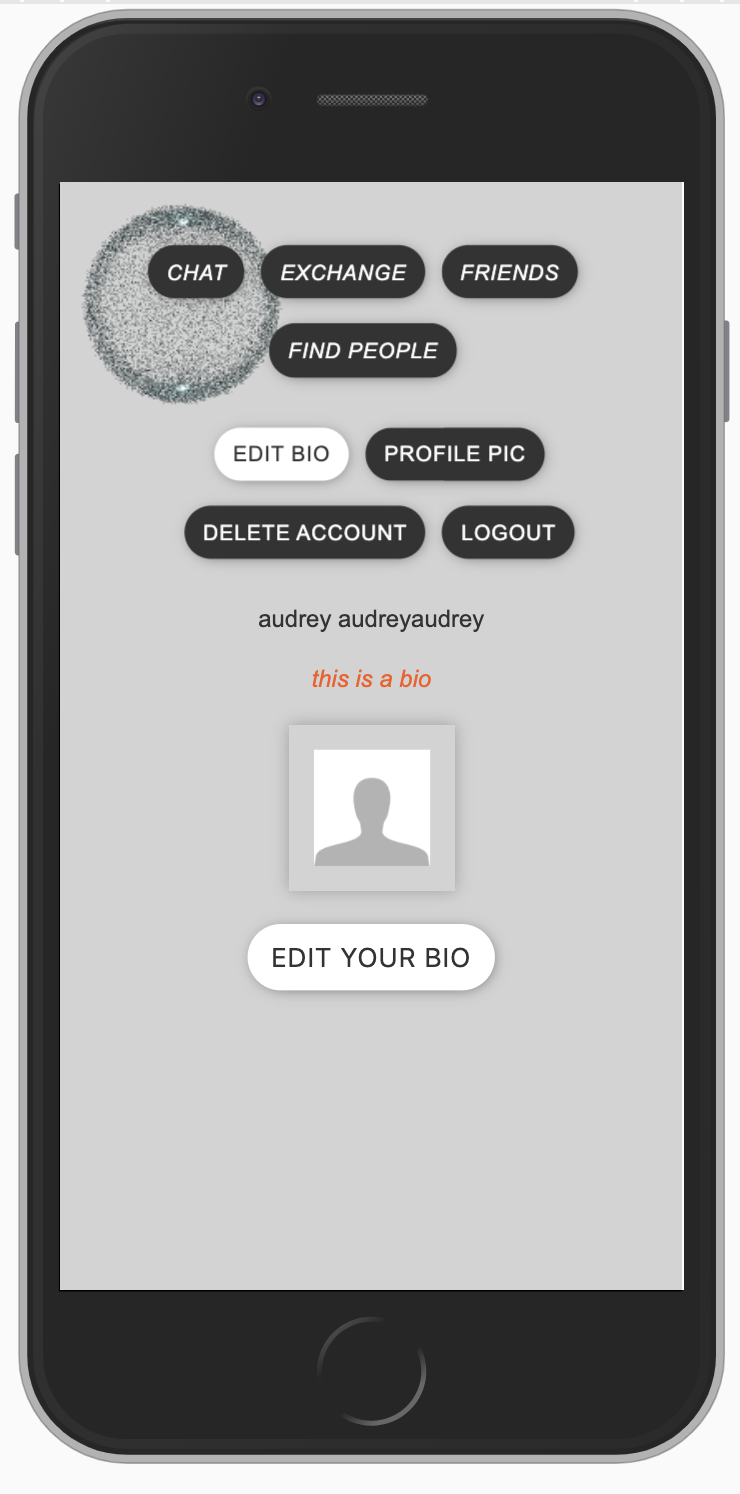 CHAT EXCHANGE FRIENDS
FIND PEOPLE
EDIT BIO PROFILE PIC
DELETE ACCOUNT LOGOUT
audrey audreyaudrey
this is a bio
EDIT YOUR BIO